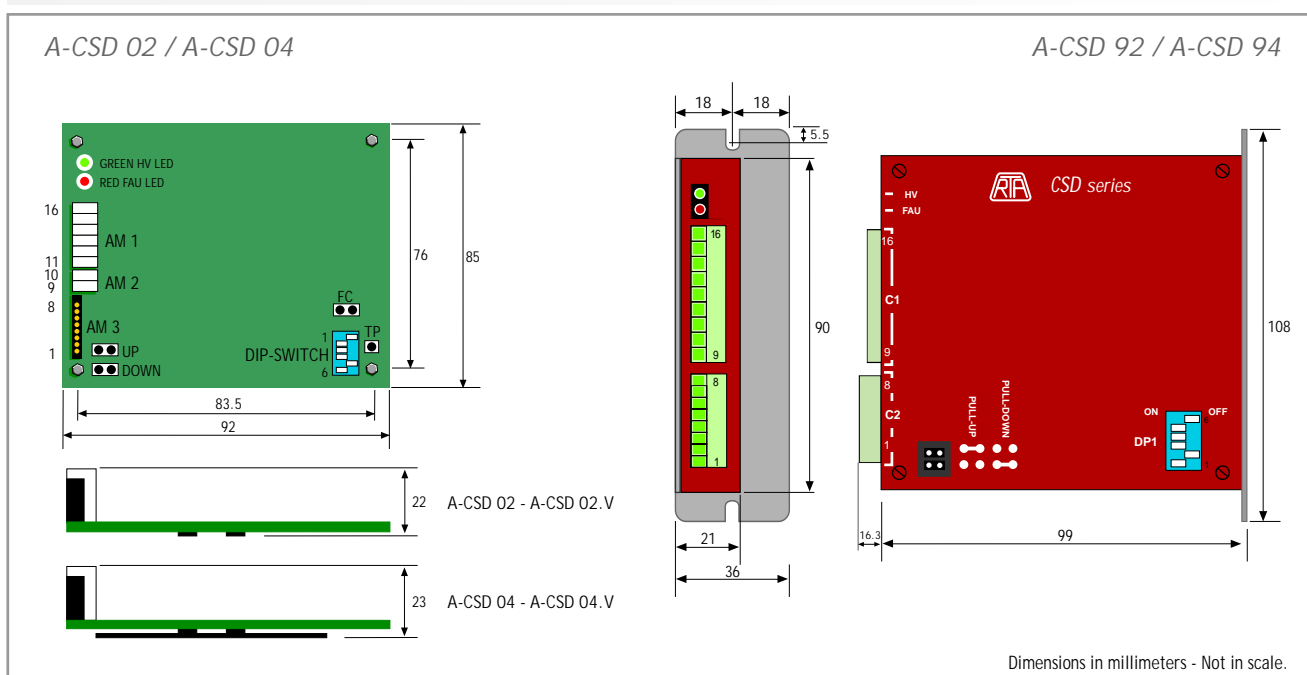 A-CSD 02 / A-CSD 04
A-CSD 92 / A-CSD 94
GREEN HV LED
RED FAU LED
16
AM 1
11
10
AM 2
9
8
AM 3
1
UP
DOWN
FC
TP
1
DIP-SWITCH
6
76
85
83.5
92
22
A-CSD 02 - A-CSD 02.V
23
A-CSD 04 - A-CSD 04.V
18
18
5.5
16
9
8
1
90
21
36
RTA
CSD series
HV
FAU
16
C1
9
8
C2
1
PULL-UP
PULL-DOWN
ON
OFF
6
DP1
1
108
16.3
99
Dimensions in millimeters - Not in scale.